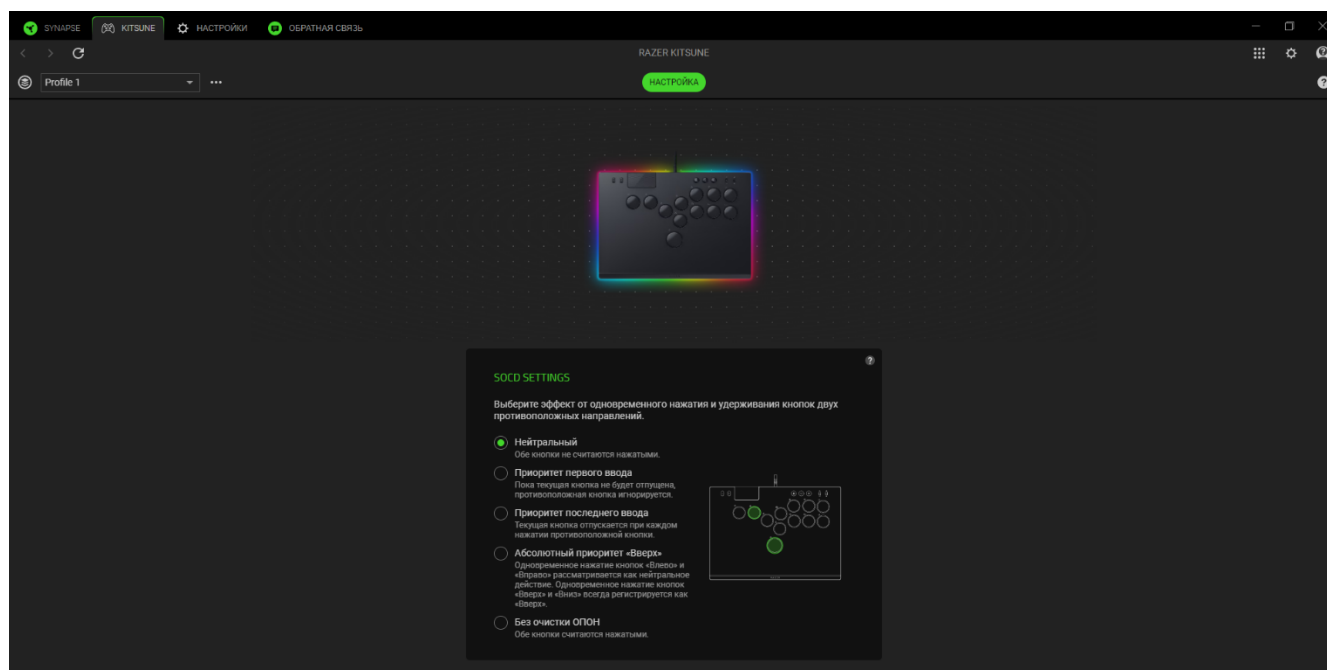 SYNAPSE KITSUNE НАСТРОЙКИ ОБРАТНАЯ СВЯЗЬ
RAZER KITSUNE
Profile 1
НАСТРОЙКА
SOCD SETTINGS
Выберите эффект от одновременного нажатия и удерживания кнопок двух
противоположных направлений.
Нейтральный
Обе кнопки не считаются нажатыми.
Приоритет первого ввода
Пока текущая кнопка не будет отпущена,
противоположная кнопка игнорируется.
Приоритет последнего ввода
Текущая кнопка отпускается при каждом
нажатии противоположной кнопки.
Абсолютный приоритет «Вверх»
Одновременное нажатие кнопок «Влево» и
«Вправо» рассматривается как нейтральное
действие. Одновременное нажатие кнопок
«Вверх» и «Вниз» всегда регистрируется как
«Вверх».
Без очистки ОПОН
Обе кнопки считаются нажатыми.